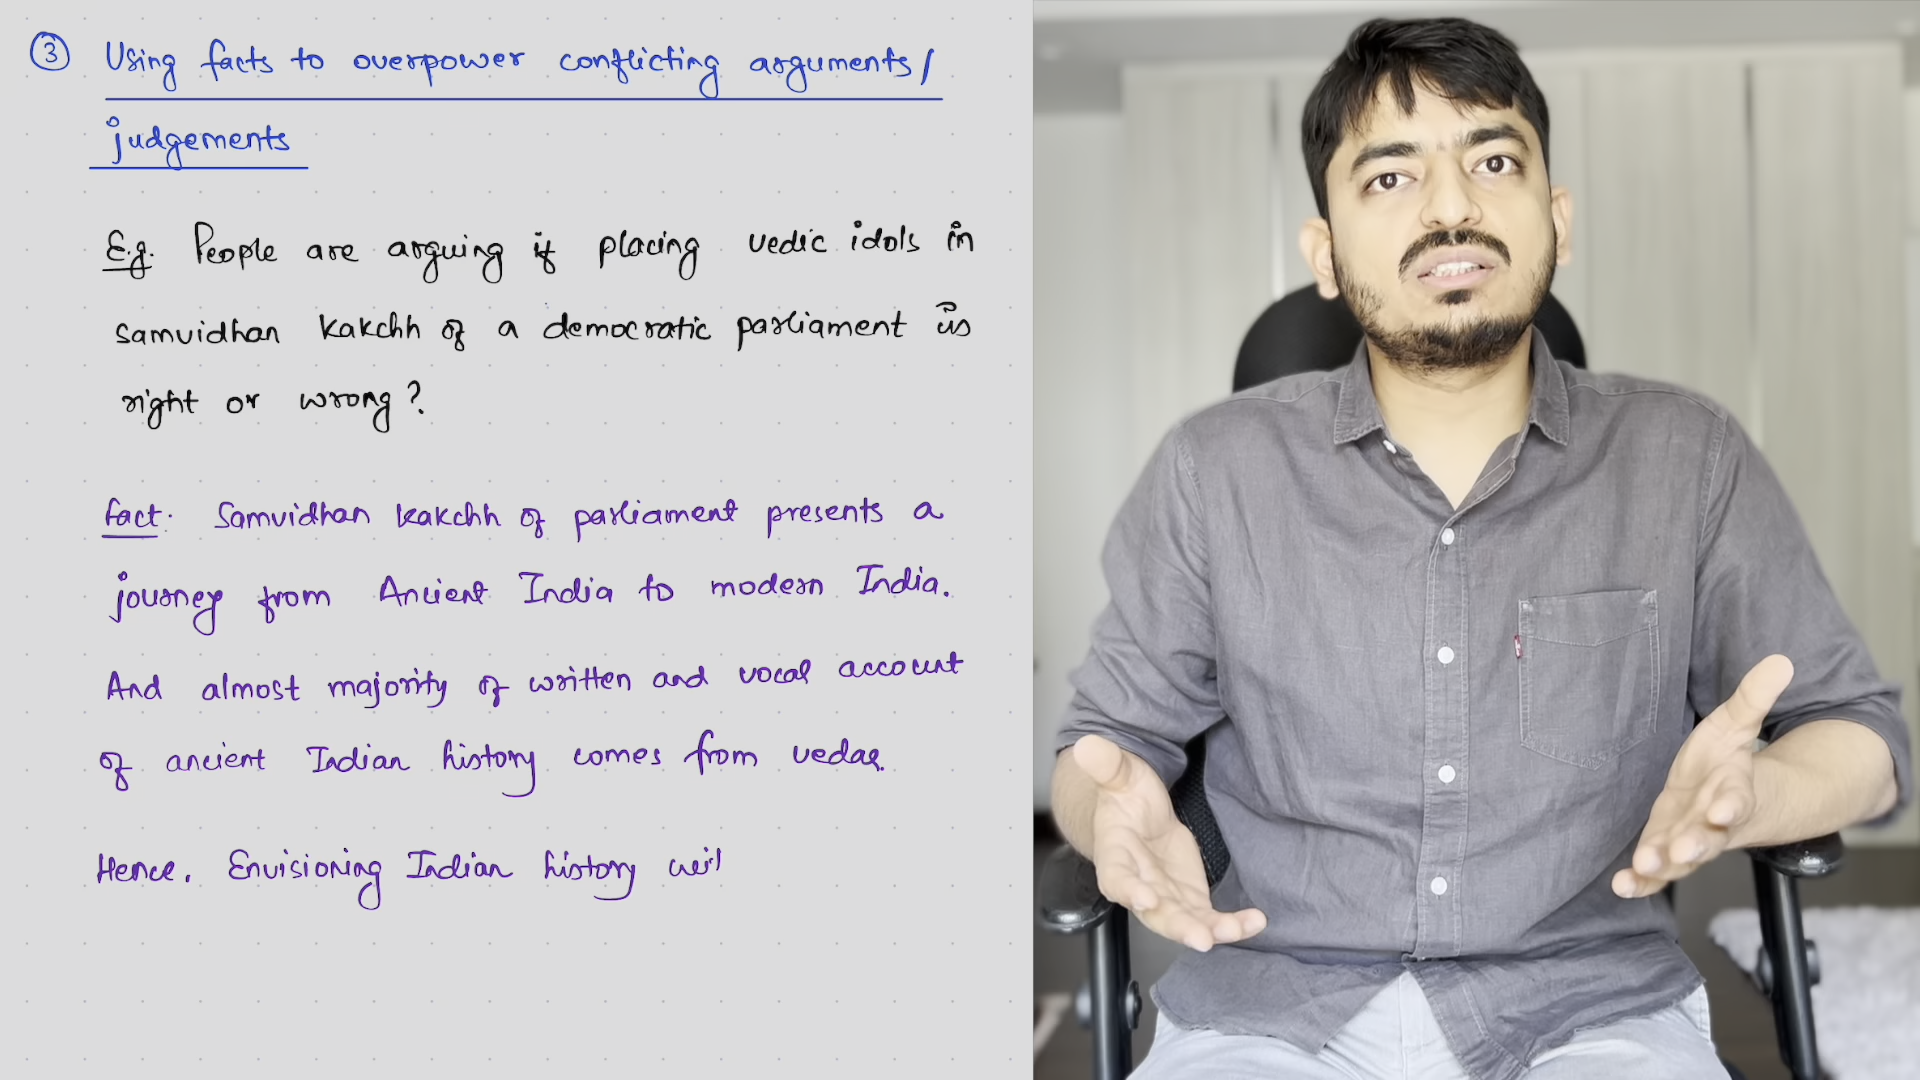 3 Using facts to overpower conflicting arguments/
judgements
E.g. People are arguing if placing vedic idols in
samvidhan kakchh of a democratic parliament is
right or wrong?
fact: Samvidhan kakchh of parliament presents a
journey from Ancient India to modern India.
And almost majority of written and vocal account
of ancient Indian history comes from vedas.
Hence, Envisioning Indian history